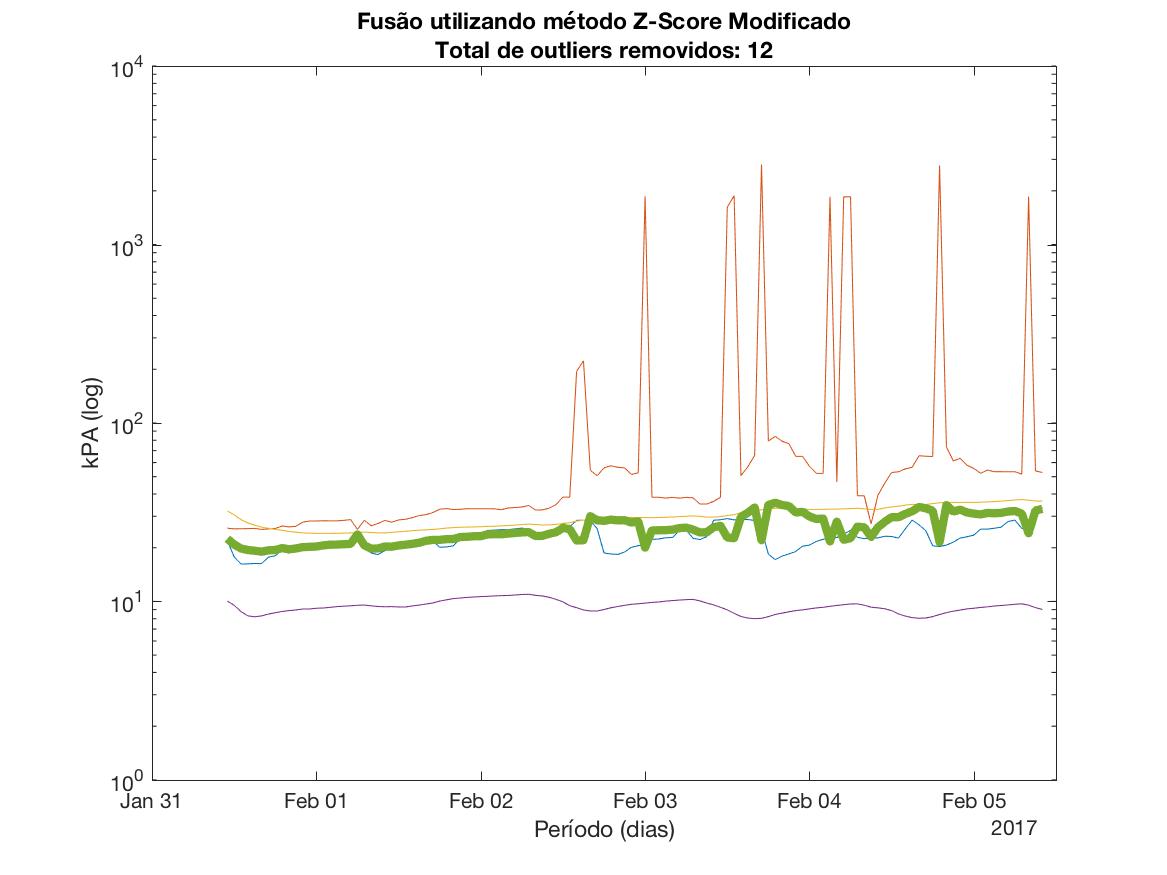 Fusão utilizando método Z-Score Modificado
Total de outliers removidos: 12
10^4
10^3
10^2
10^1
10^0
kPA (log)
Jan 31
Feb 01
Feb 02
Feb 03
Feb 04
Feb 05
Período (dias)
2017